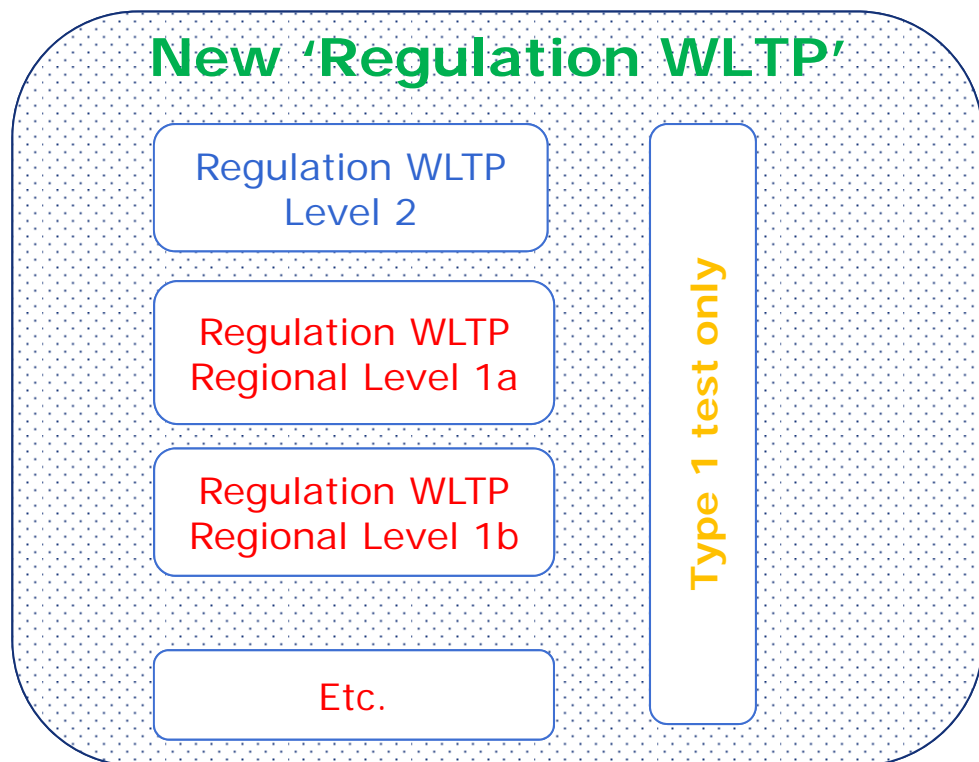 New ‘Regulation WLTP’
Regulation WLTP
Level 2
Regulation WLTP
Regional Level 1a
Regulation WLTP
Regional Level 1b
Etc.
Type 1 test only